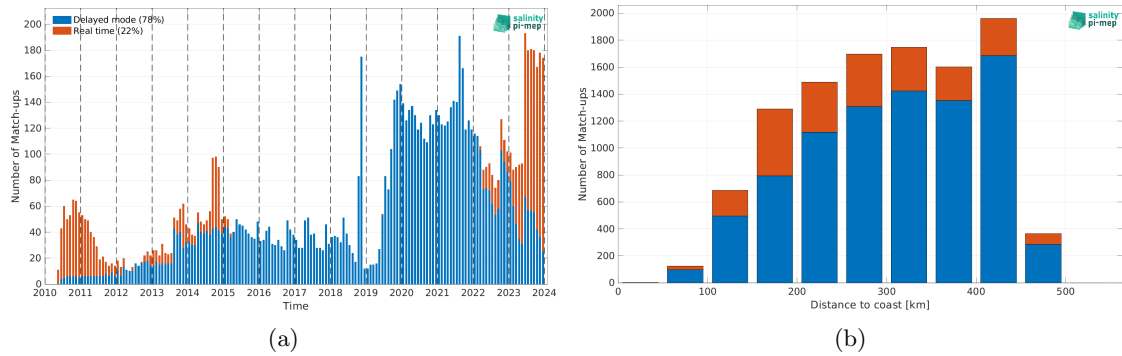 Delayed mode (78%)
Real time (22%)
salinity
pi-mep
Number of Match-ups
200
180
160
140
120
100
80
60
40
20
0
2010 2011 2012 2013 2014 2015 2016 2017 2018 2019 2020 2021 2022 2023 2024
Time
(a)
salinity
pi-mep
Number of Match-ups
2000
1800
1600
1400
1200
1000
800
600
400
200
0
0 100 200 300 400 500
Distance to coast [km]
(b)